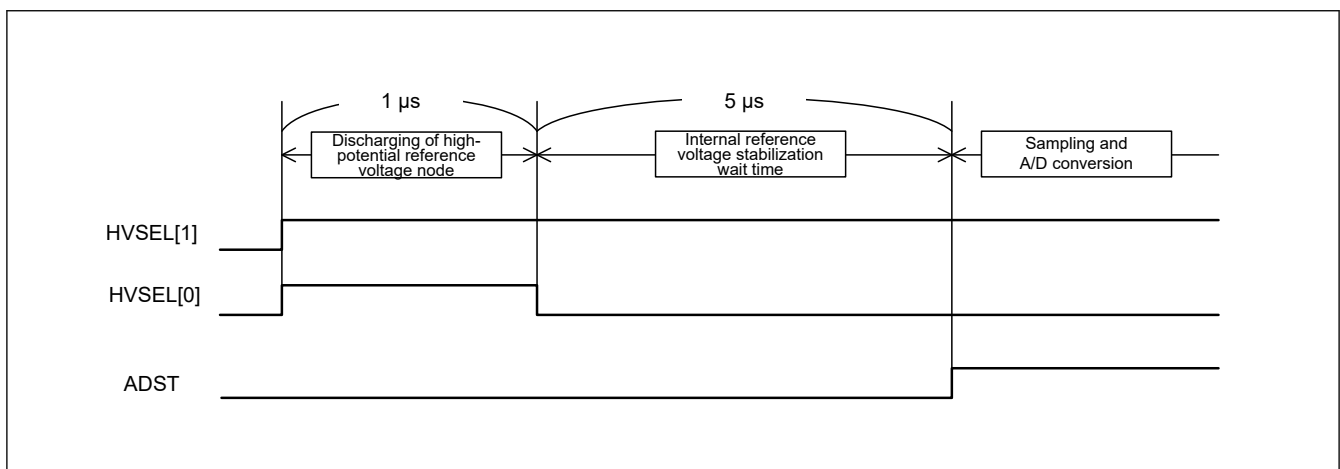 1 µs
5 µs
Discharging of high-
potential reference
voltage node
Internal reference
voltage stabilization
wait time
Sampling and
A/D conversion
HVSEL[1]
HVSEL[0]
ADST